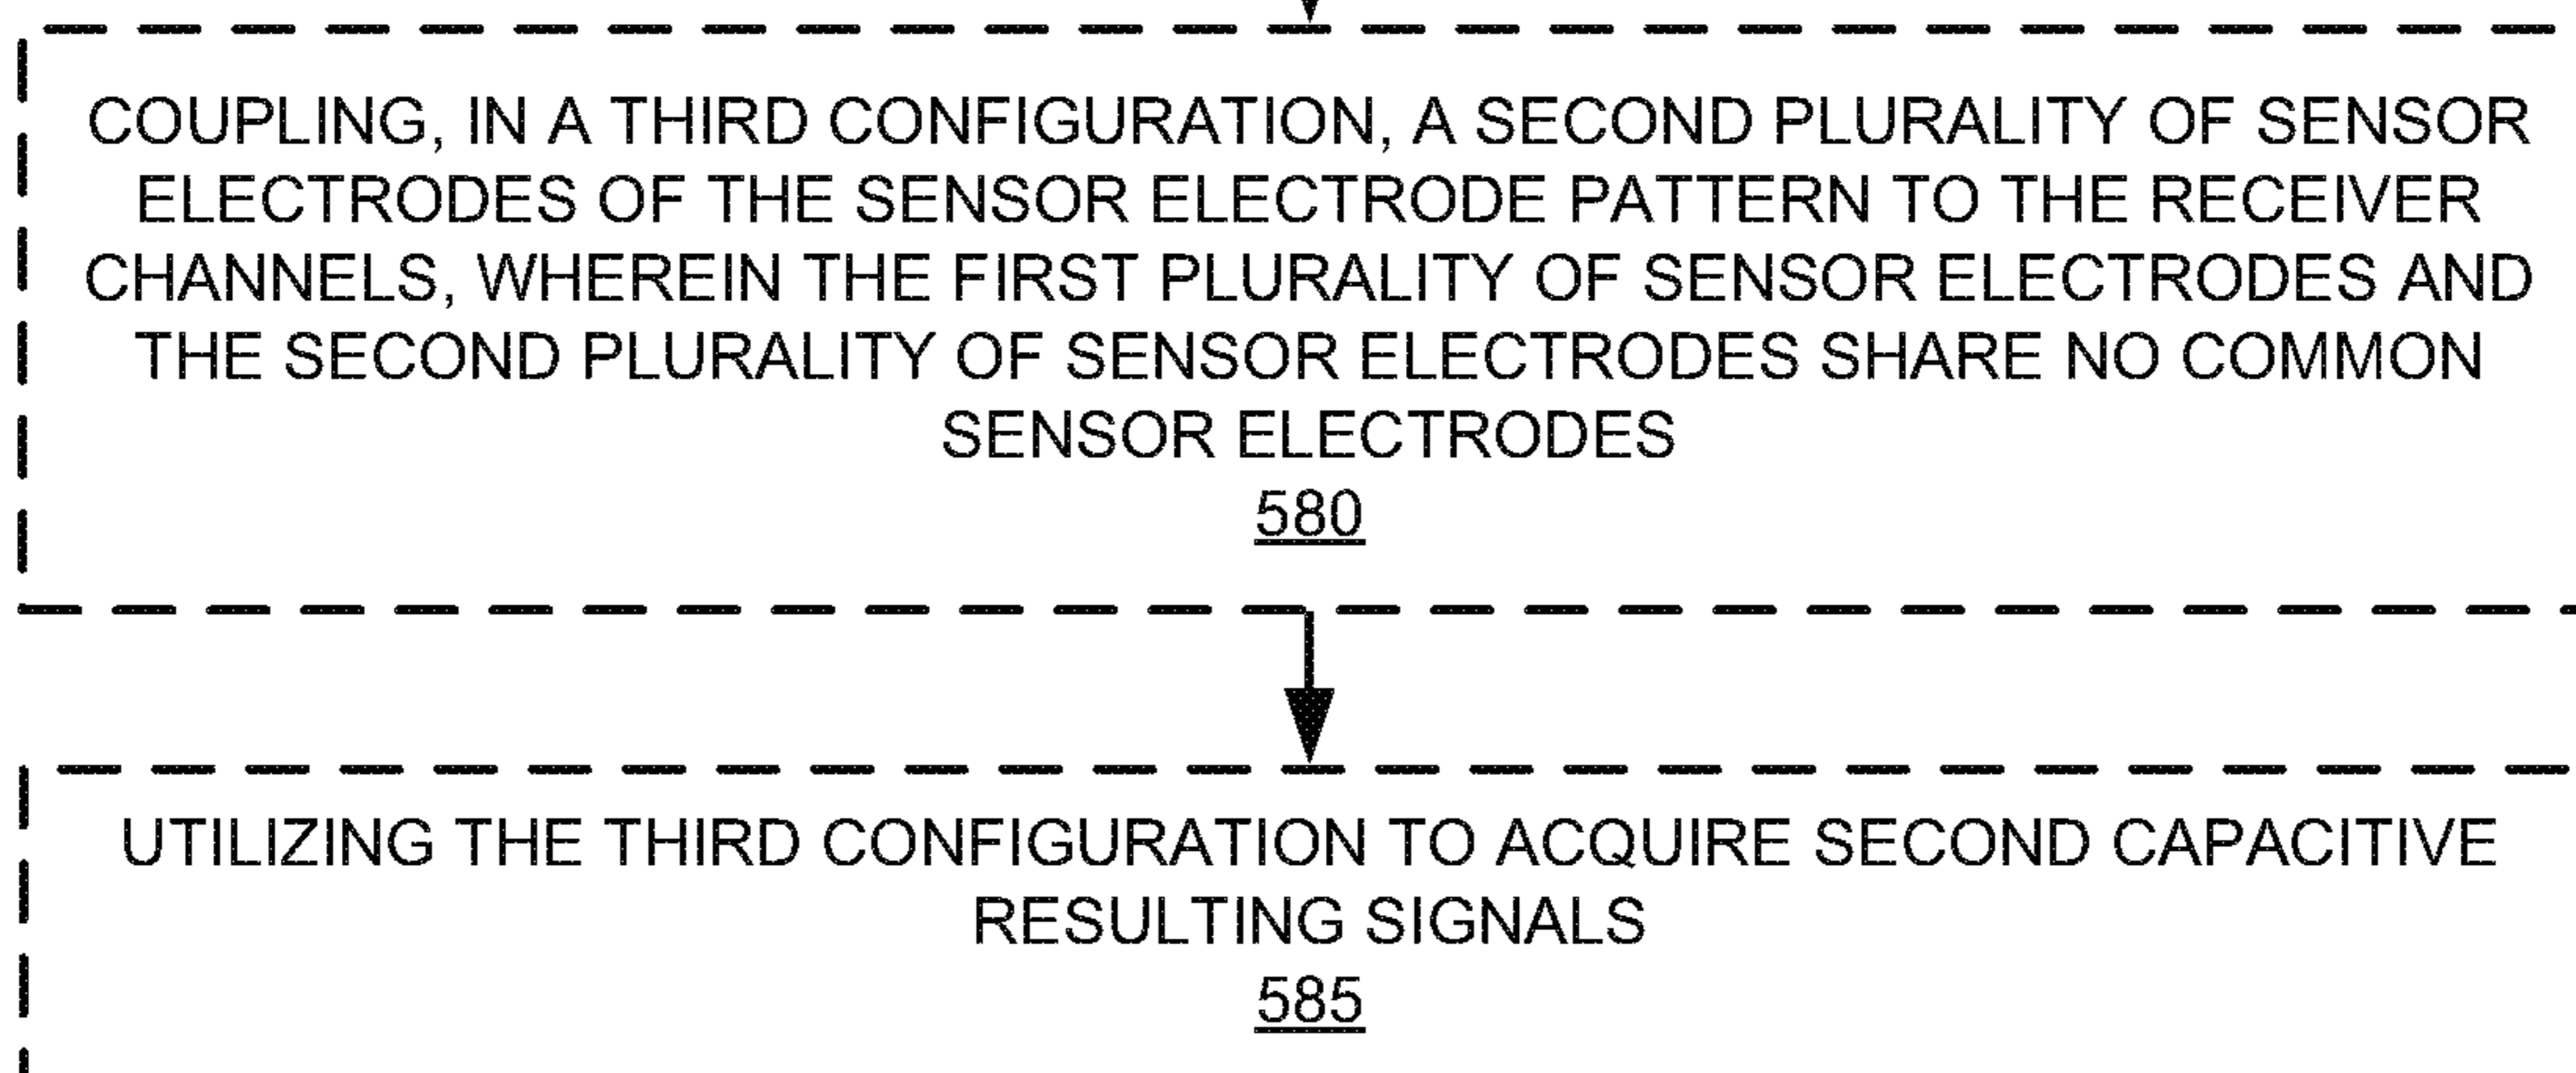 COUPLING, IN A THIRD CONFIGURATION, A SECOND PLURALITY OF SENSOR
ELECTRODES OF THE SENSOR ELECTRODE PATTERN TO THE RECEIVER
CHANNELS, WHEREIN THE FIRST PLURALITY OF SENSOR ELECTRODES AND
THE SECOND PLURALITY OF SENSOR ELECTRODES SHARE NO COMMON
SENSOR ELECTRODES
580
UTILIZING THE THIRD CONFIGURATION TO ACQUIRE SECOND CAPACITIVE
RESULTING SIGNALS
585